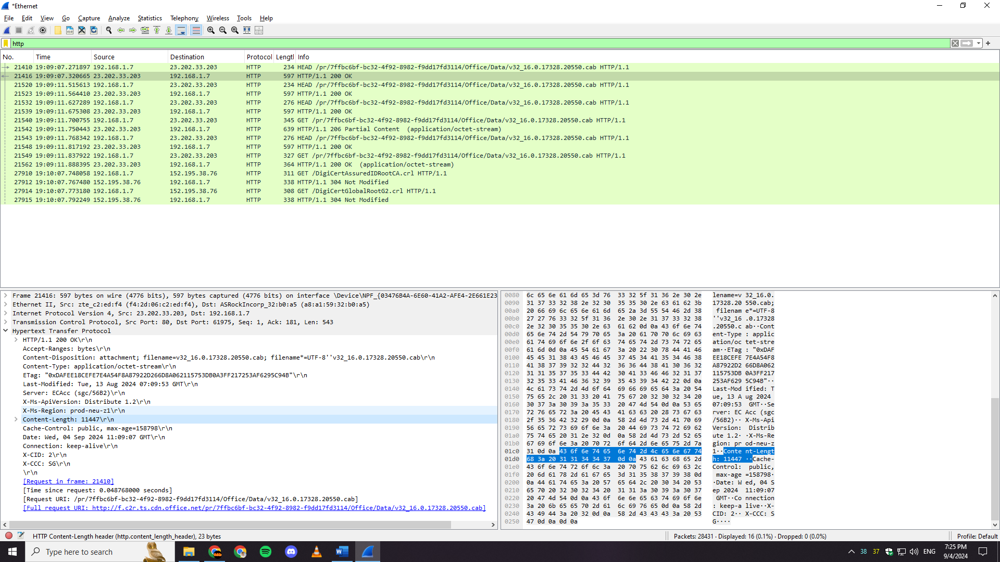 *Ethernet
File Edit View Go Capture Analyze Statistics Telephony Wireless Tools Help
http
No. Time Source Destination Protocol Lengtl Info
21410 19:09:07.271897 192.168.1.7 23.202.33.203 HTTP 234 HEAD /pr/7ffbc6bf-bc32-4f92-8982-f9dd17fd3114/Office/Data/v32_16.0.17328.20550.cab HTTP/1.1
21416 19:09:07.320665 23.202.33.203 192.168.1.7 HTTP 597 HTTP/1.1 200 OK
21520 19:09:11.515613 192.168.1.7 23.202.33.203 HTTP 234 HEAD /pr/7ffbc6bf-bc32-4f92-8982-f9dd17fd3114/Office/Data/v32_16.0.17328.20550.cab HTTP/1.1
21523 19:09:11.564410 23.202.33.203 192.168.1.7 HTTP 597 HTTP/1.1 200 OK
21532 19:09:11.627289 192.168.1.7 23.202.33.203 HTTP 276 HEAD /pr/7ffbc6bf-bc32-4f92-8982-f9dd17fd3114/Office/Data/v32_16.0.17328.20550.cab HTTP/1.1
21539 19:09:11.675308 23.202.33.203 192.168.1.7 HTTP 597 HTTP/1.1 200 OK
21540 19:09:11.700755 192.168.1.7 23.202.33.203 HTTP 345 GET /pr/7ffbc6bf-bc32-4f92-8982-f9dd17fd3114/Office/Data/v32_16.0.17328.20550.cab HTTP/1.1
21542 19:09:11.750443 23.202.33.203 192.168.1.7 HTTP 639 HTTP/1.1 206 Partial Content (application/octet-stream)
21543 19:09:11.768342 192.168.1.7 23.202.33.203 HTTP 276 HEAD /pr/7ffbc6bf-bc32-4f92-8982-f9dd17fd3114/Office/Data/v32_16.0.17328.20550.cab HTTP/1.1
21548 19:09:11.817192 23.202.33.203 192.168.1.7 HTTP 597 HTTP/1.1 200 OK
21549 19:09:11.837922 192.168.1.7 23.202.33.203 HTTP 327 GET /pr/7ffbc6bf-bc32-4f92-8982-f9dd17fd3114/Office/Data/v32_16.0.17328.20550.cab HTTP/1.1
21562 19:09:11.888395 23.202.33.203 192.168.1.7 HTTP 364 HTTP/1.1 200 OK (application/octet-stream)
27910 19:10:07.748058 192.168.1.7 152.195.38.76 HTTP 311 GET /DigiCertAssuredIDRootCA.crl HTTP/1.1
27912 19:10:07.767480 152.195.38.76 192.168.1.7 HTTP 338 HTTP/1.1 304 Not Modified
27914 19:10:07.773180 192.168.1.7 152.195.38.76 HTTP 308 GET /DigiCertGlobalRootG2.crl HTTP/1.1
27915 19:10:07.792249 152.195.38.76 192.168.1.7 HTTP 338 HTTP/1.1 304 Not Modified
Frame 21416: 597 bytes on wire (4776 bits), 597 bytes captured (4776 bits) on interface \Device\NPF_{03476B4A-6E60-41A2-AFE4-2E661E23
Ethernet II, Src: zte_c2:ed:f4 (f4:2d:06:c2:ed:f4), Dst: ASRockIncorp_32:b0:a5 (a8:a1:59:32:b0:a5)
Internet Protocol Version 4, Src: 23.202.33.203, Dst: 192.168.1.7
Transmission Control Protocol, Src Port: 80, Dst Port: 61975, Seq: 1, Ack: 181, Len: 543
Hypertext Transfer Protocol
HTTP/1.1 200 OK\r\n
Accept-Ranges: bytes\r\n
Content-Disposition: attachment; filename=v32_16.0.17328.20550.cab; filename*=UTF-8''v32_16.0.17328.20550.cab\r\n
Content-Type: application/octet-stream\r\n
ETag: "0xDAFEE18CEFE7E4A54F8A87922D266D8A062115753DB0A3FF217253AF6295C94B"\r\n
Last-Modified: Tue, 13 Aug 2024 07:09:53 GMT\r\n
Server: ECAcc (sgc/56B2)\r\n
X-Ms-ApiVersion: Distribute 1.2\r\n
X-Ms-Region: prod-neu-z1\r\n
Content-Length: 11447\r\n
Cache-Control: public, max-age=158798\r\n
Date: Wed, 04 Sep 2024 11:09:07 GMT\r\n
Connection: keep-alive\r\n
X-CID: 2\r\n
X-CCC: SG\r\n
\r\n
[Request in frame: 21410]
[Time since request: 0.048768000 seconds]
[Request URI: /pr/7ffbc6bf-bc32-4f92-8982-f9dd17fd3114/Office/Data/v32_16.0.17328.20550.cab]
[Full request URI: http://f.c2r.ts.cdn.office.net/pr/7ffbc6bf-bc32-4f92-8982-f9dd17fd3114/Office/Data/v32_16.0.17328.20550.cab]
0080 6c 65 6e 61 6d 65 3d 76 33 32 5f 31 36 2e 30 2e lename=v 32_16.0.
0090 31 37 33 32 38 2e 32 30 35 35 30 2e 63 61 62 3b 17328.20 550.cab;
00a0 20 66 69 6c 65 6e 61 6d 65 2a 3d 55 54 46 2d 38 filenam e*=UTF-8
00b0 27 27 76 33 32 5f 31 36 2e 30 2e 31 37 33 32 38 ''v32_16 .0.17328
00c0 2e 32 30 35 35 30 2e 63 61 62 0d 0a 43 6f 6e 74 .20550.c ab··Cont
00d0 65 6e 74 2d 54 79 70 65 3a 20 61 70 70 6c 69 63 ent-Type : applic
00e0 61 74 69 6f 6e 2f 6f 63 74 65 74 2d 73 74 72 65 ation/oc tet-stre
00f0 61 6d 0d 0a 45 54 61 67 3a 20 22 30 78 44 41 46 am··ETag : "0xDAF
0100 45 45 31 38 43 45 46 45 37 45 34 41 35 34 46 38 EE18CEFE 7E4A54F8
0110 41 38 37 39 32 32 44 32 36 36 44 38 41 30 36 32 A87922D2 66D8A062
0120 31 31 35 37 35 33 44 42 30 41 33 46 46 32 31 37 115753DB 0A3FF217
0130 32 35 33 41 46 36 32 39 35 43 39 34 42 22 0d 0a 253AF629 5C94B"··
0140 4c 61 73 74 2d 4d 6f 64 69 66 69 65 64 3a 20 54 Last-Mod ified: T
0150 75 65 2c 20 31 33 20 41 75 67 20 32 30 32 34 20 ue, 13 A ug 2024
0160 30 37 3a 30 39 3a 35 33 20 47 4d 54 0d 0a 53 65 07:09:53 GMT··Se
0170 72 76 65 72 3a 20 45 43 41 63 63 20 28 73 67 63 rver: EC Acc (sgc
0180 2f 35 36 42 32 29 0d 0a 58 2d 4d 73 2d 41 70 69 /56B2)·· X-Ms-Api
0190 56 65 72 73 69 6f 6e 3a 20 44 69 73 74 72 69 62 Version: Distrib
01a0 75 74 65 20 31 2e 32 0d 0a 58 2d 4d 73 2d 52 65 ute 1.2· ·X-Ms-Re
01b0 67 69 6f 6e 3a 20 70 72 6f 64 2d 6e 65 75 2d 7a gion: pr od-neu-z
01c0 31 0d 0a 43 6f 6e 74 65 6e 74 2d 4c 65 6e 67 74 1··Conte nt-Lengt
01d0 68 3a 20 31 31 34 34 37 0d 0a 43 61 63 68 65 2d h: 11447 ··Cache-
01e0 43 6f 6e 74 72 6f 6c 3a 20 70 75 62 6c 69 63 2c Control: public,
01f0 20 6d 61 78 2d 61 67 65 3d 31 35 38 37 39 38 0d max-age =158798·
0200 0a 44 61 74 65 3a 20 57 65 64 2c 20 30 34 20 53 ·Date: W ed, 04 S
0210 65 70 20 32 30 32 34 20 31 31 3a 30 39 3a 30 37 ep 2024 11:09:07
0220 20 47 4d 54 0d 0a 43 6f 6e 6e 65 63 74 69 6f 6e GMT··Co nnection
0230 3a 20 6b 65 65 70 2d 61 6c 69 76 65 0d 0a 58 2d : keep-a live··X-
0240 43 49 44 3a 20 32 0d 0a 58 2d 43 43 43 3a 20 53 CID: 2·· X-CCC: S
0250 47 0d 0a 0d 0a G····
HTTP Content-Length header (http.content_length_header), 23 bytes
Packets: 28431 · Displayed: 16 (0.1%) · Dropped: 0 (0.0%)
Profile: Default
Type here to search
38 37 ENG
7:25 PM
9/4/2024